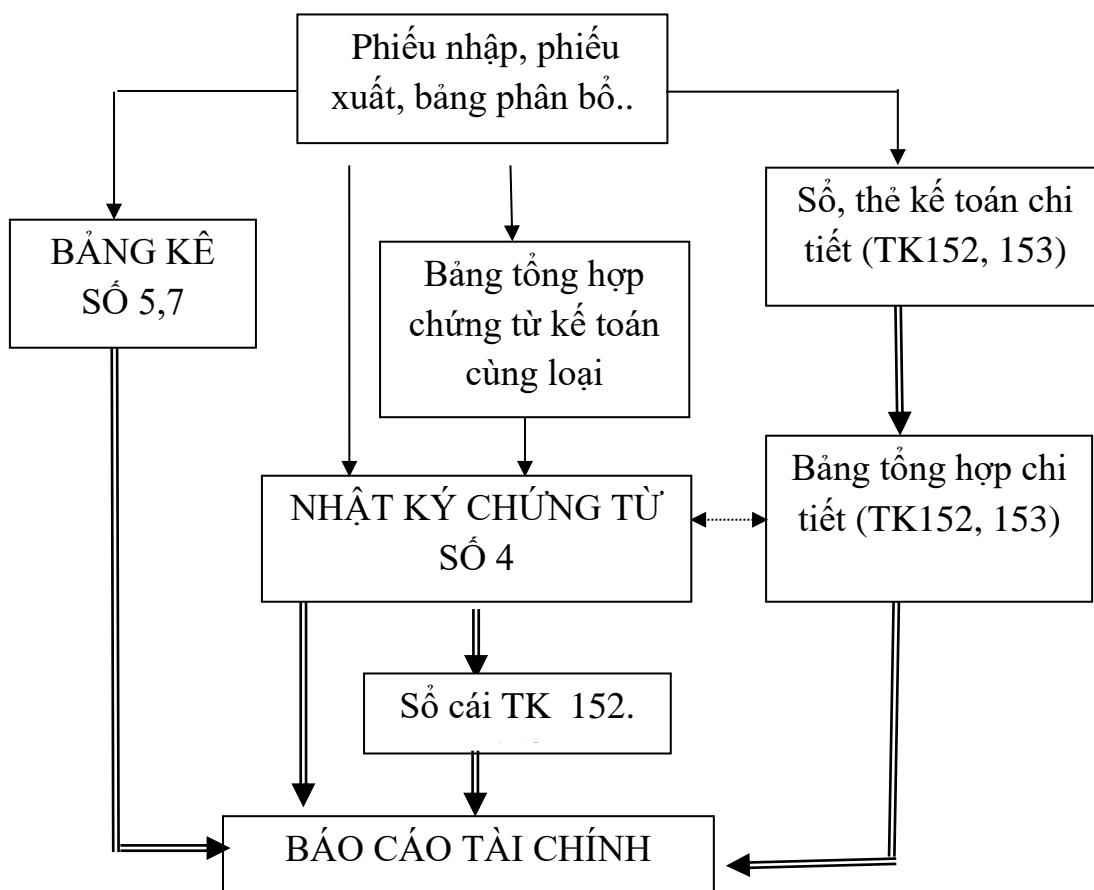 Phiếu nhập, phiếu
xuất, bảng phân bổ..
Sổ, thẻ kế toán chi
tiết (TK152, 153)
BẢNG KÊ
SỐ 5,7
Bảng tổng hợp
chứng từ kế toán
cùng loại
Bảng tổng hợp chi
tiết (TK152, 153)
NHẬT KÝ CHỨNG TỪ
SỐ 4
Sổ cái TK 152.
BÁO CÁO TÀI CHÍNH